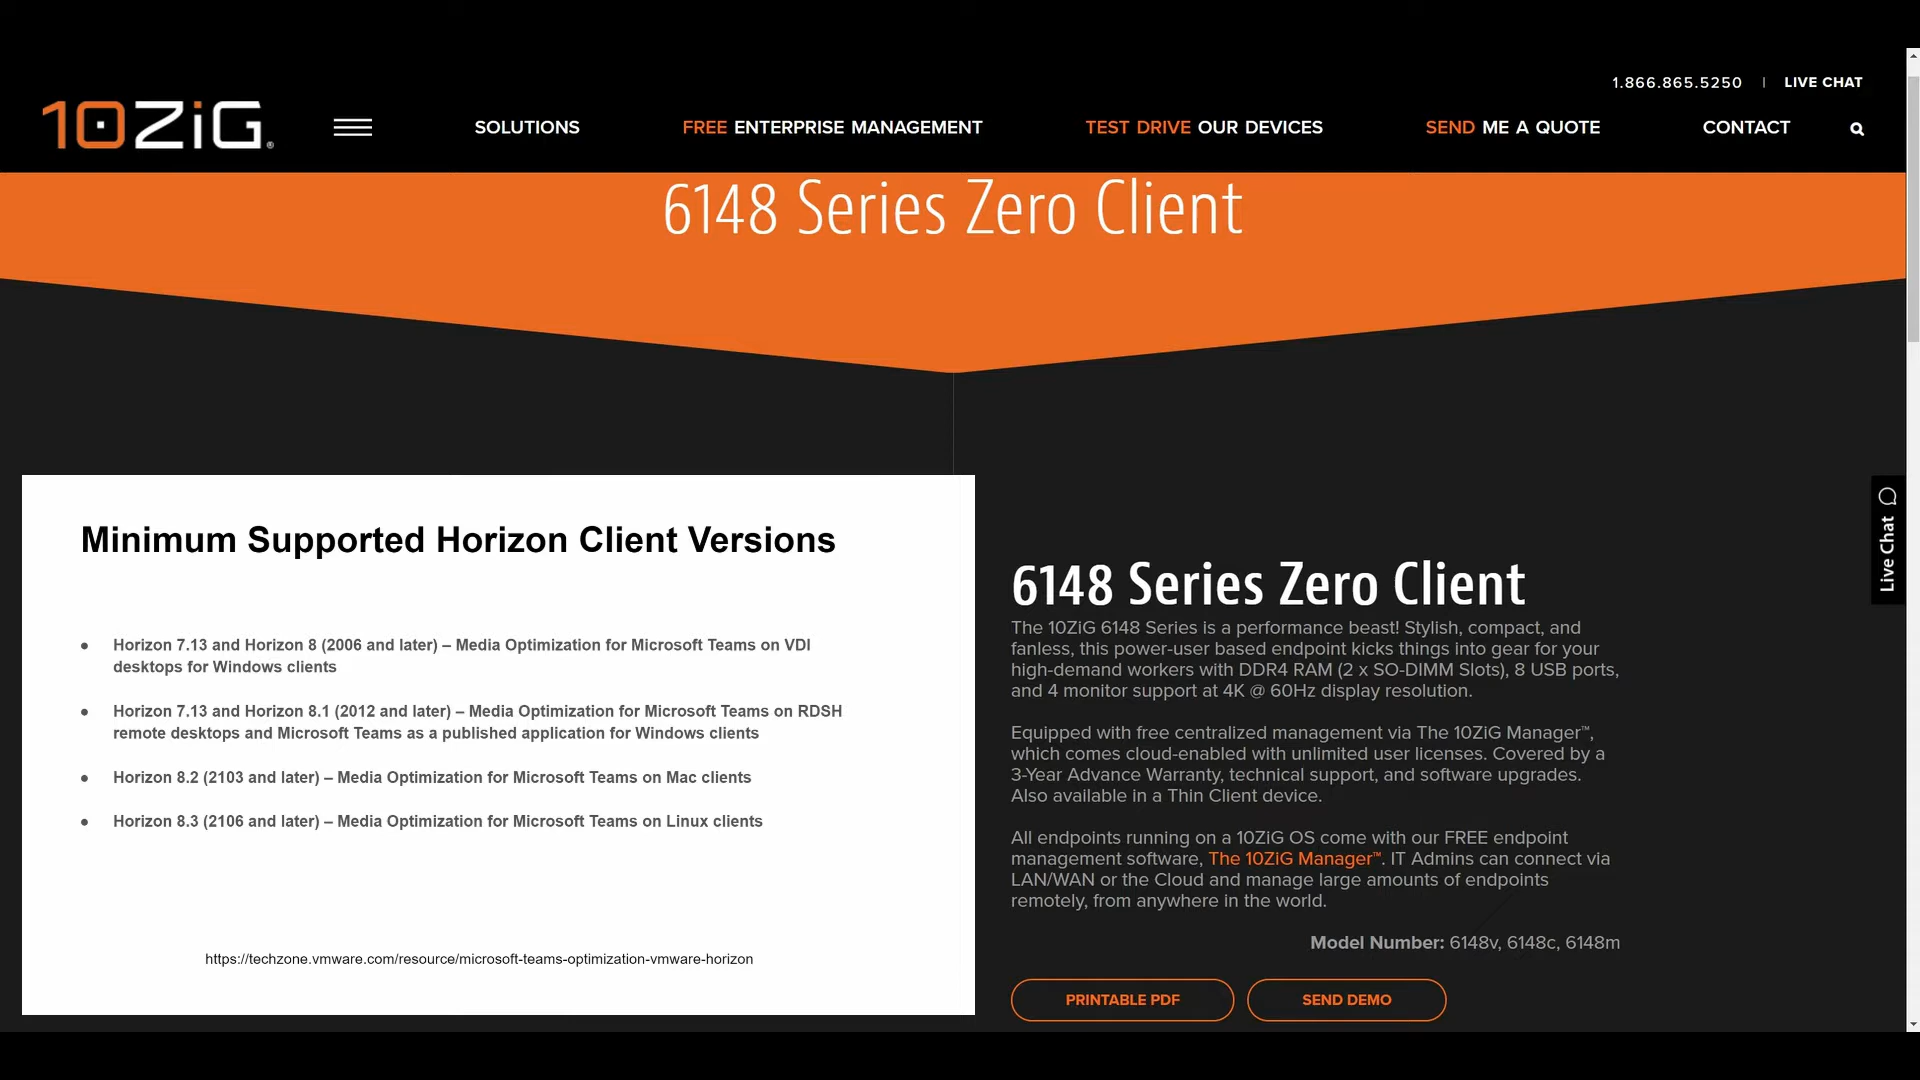 1.866.865.5250 | LIVE CHAT
10ZiG®
SOLUTIONS
FREE ENTERPRISE MANAGEMENT
TEST DRIVE OUR DEVICES
SEND ME A QUOTE
CONTACT
6148 Series Zero Client
Minimum Supported Horizon Client Versions
● Horizon 7.13 and Horizon 8 (2006 and later) – Media Optimization for Microsoft Teams on VDI
desktops for Windows clients
● Horizon 7.13 and Horizon 8.1 (2012 and later) – Media Optimization for Microsoft Teams on RDSH
remote desktops and Microsoft Teams as a published application for Windows clients
● Horizon 8.2 (2103 and later) – Media Optimization for Microsoft Teams on Mac clients
● Horizon 8.3 (2106 and later) – Media Optimization for Microsoft Teams on Linux clients
https://techzone.vmware.com/resource/microsoft-teams-optimization-vmware-horizon
6148 Series Zero Client
The 10ZiG 6148 Series is a performance beast! Stylish, compact, and
fanless, this power-user based endpoint kicks things into gear for your
high-demand workers with DDR4 RAM (2 x SO-DIMM Slots), 8 USB ports,
and 4 monitor support at 4K @ 60Hz display resolution.
Equipped with free centralized management via The 10ZiG Manager™,
which comes cloud-enabled with unlimited user licenses. Covered by a
3-Year Advance Warranty, technical support, and software upgrades.
Also available in a Thin Client device.
All endpoints running on a 10ZiG OS come with our FREE endpoint
management software, The 10ZiG Manager™. IT Admins can connect via
LAN/WAN or the Cloud and manage large amounts of endpoints
remotely, from anywhere in the world.
Model Number: 6148v, 6148c, 6148m
PRINTABLE PDF
SEND DEMO
Live Chat